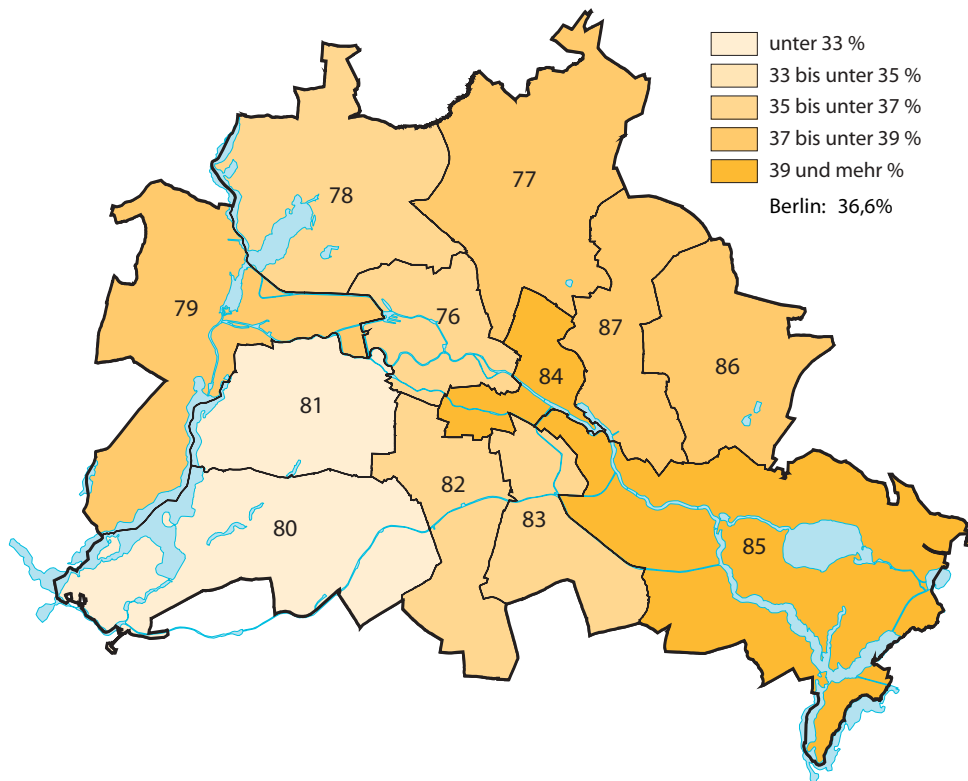 unter 33 %
33 bis unter 35 %
35 bis unter 37 %
37 bis unter 39 %
39 und mehr %
Berlin: 36,6%
77
78
79
76
87
86
84
81
82
80
83
85